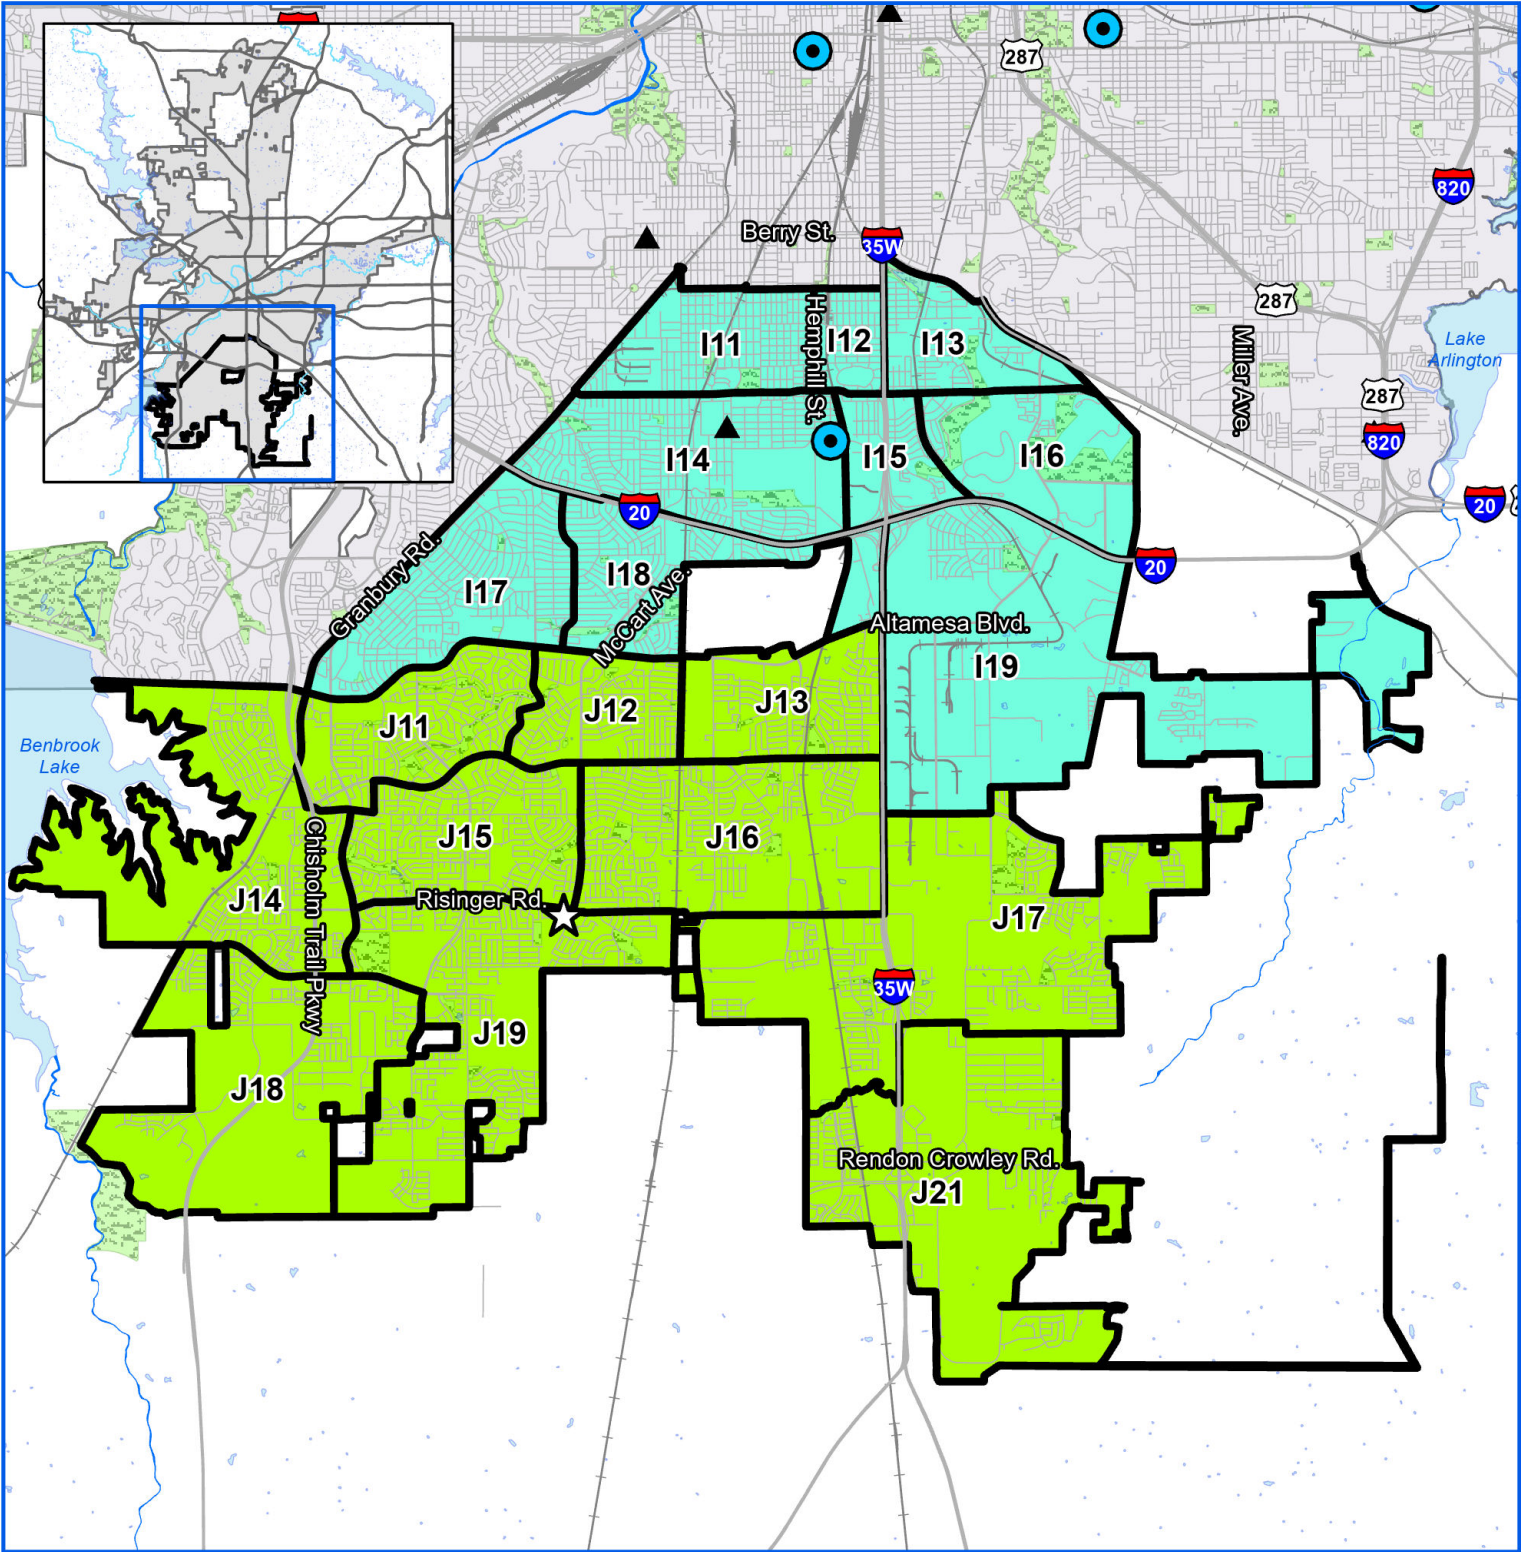 287
820
Berry St.
35W
287
Lake
Arlington
Hemphill St.
I11
I12
I13
Miller Ave.
287
820
I14
I15
I16
20
20
20
Granbury Rd.
I17
I18
McCart Ave.
Altamesa Blvd.
I19
J11
J12
J13
Benbrook
Lake
J15
J16
Chisholm Trail Pkwy
J14
Risinger Rd.
J17
35W
J19
J18
Rendon Crowley Rd.
J21